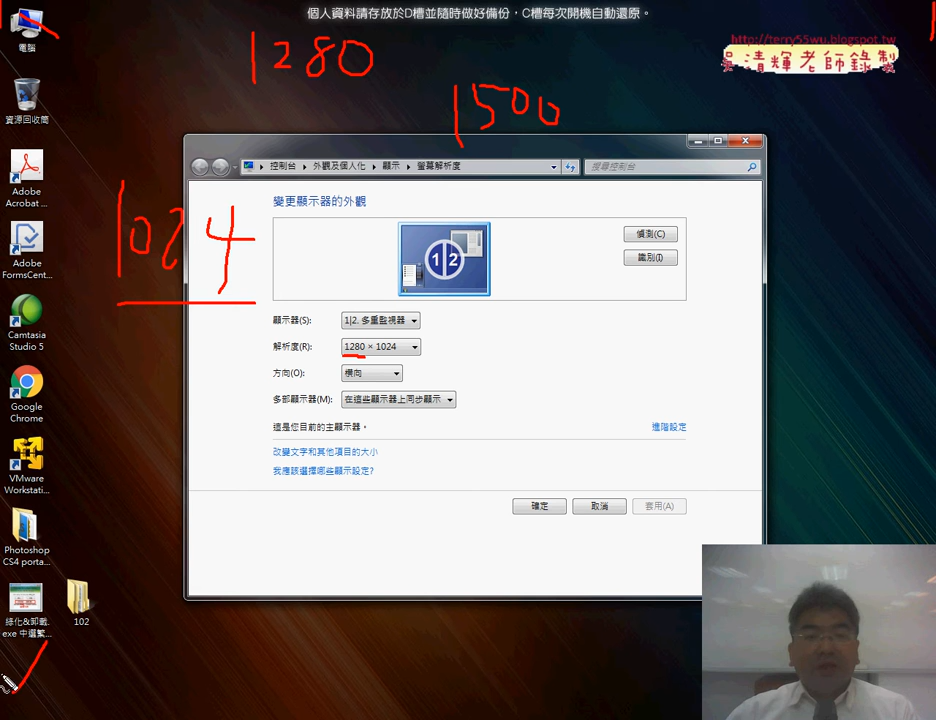 個人資料請存放於D槽並隨時做好備份，C槽每次開機自動還原。
http://terry55wu.blogspot.tw
吳清輝老師錄製
1280
1500
1024
電腦
資源回收筒
Adobe
Acrobat ...
Adobe
FormsCent...
Camtasia
Studio 5
Google
Chrome
VMware
Workstati...
Photoshop
CS4 porta...
綠化&卸載.
exe 中選繁...
102
控制台 ▸ 外觀及個人化 ▸ 顯示 ▸ 螢幕解析度
搜尋控制台
變更顯示器的外觀
1 2
偵測(C)
識別(I)
顯示器(S):
1|2. 多重監視器
解析度(R):
1280 × 1024
方向(O):
橫向
多部顯示器(M):
在這些顯示器上同步顯示
這是您目前的主顯示器。
進階設定
改變文字和其他項目的大小
我應該選擇哪些顯示設定?
確定
取消
套用(A)